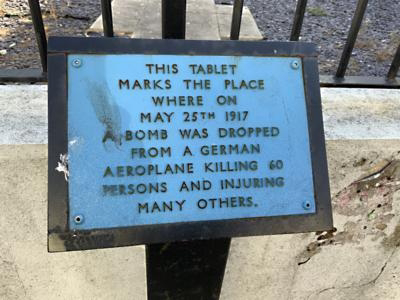 THIS TABLET
MARKS THE PLACE
WHERE ON
MAY 25TH 1917
A BOMB WAS DROPPED
FROM A GERMAN
AEROPLANE KILLING 60
PERSONS AND INJURING
MANY OTHERS.